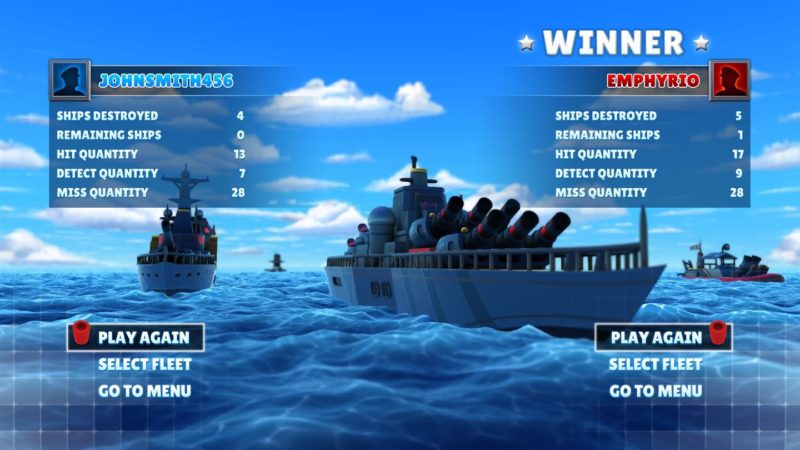 WINNER
JOHNSMITH456
SHIPS DESTROYED 4
REMAINING SHIPS 0
HIT QUANTITY 13
DETECT QUANTITY 7
MISS QUANTITY 28
EMPHYRIO
SHIPS DESTROYED 5
REMAINING SHIPS 1
HIT QUANTITY 17
DETECT QUANTITY 9
MISS QUANTITY 28
PLAY AGAIN
SELECT FLEET
GO TO MENU
PLAY AGAIN
SELECT FLEET
GO TO MENU